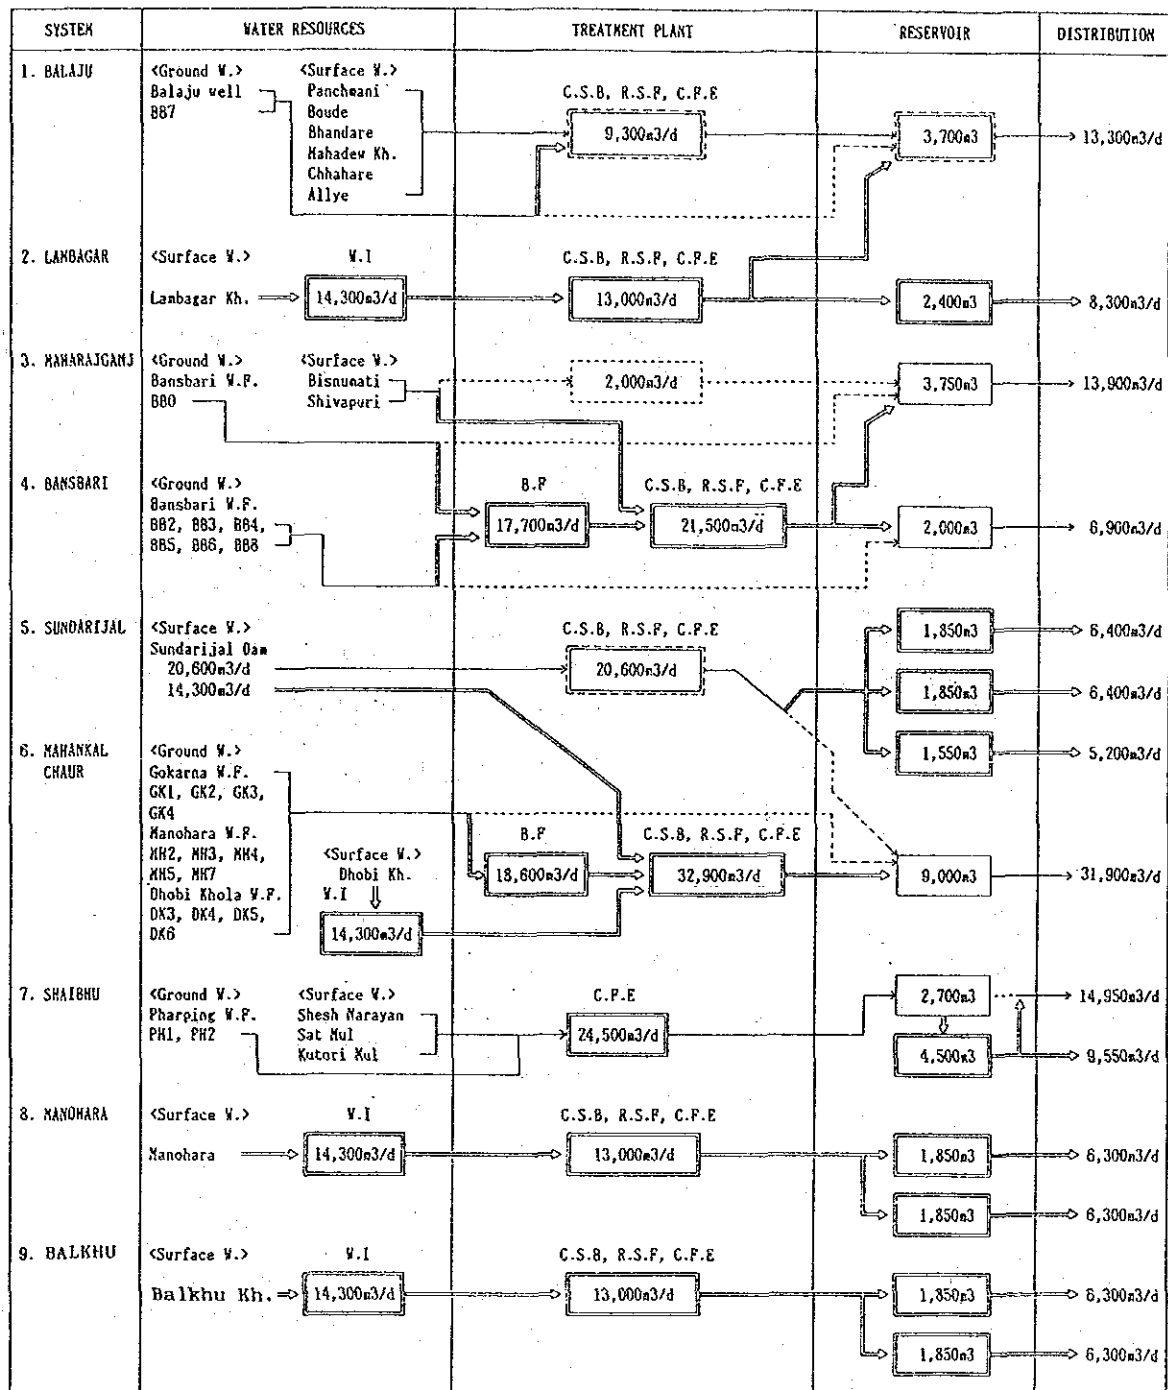 SYSTEM WATER RESOURCES TREATMENT PLANT RESERVOIR DISTRIBUTION
1. BALAJU <Ground W.> <Surface W.>
Balaju well Panchmani C.S.B, R.S.F, C.F.E
BB7 Boude
Bhandare 9,300m3/d 3,700m3 13,300m3/d
Mahadew Kh.
Chhahare
Allye
2. LAMBAGAR <Surface W.> W.I C.S.B, R.S.F, C.F.E
Lambagar Kh. 14,300m3/d 13,000m3/d 2,400m3 8,300m3/d
3. MAHARAJGANJ <Ground W.> <Surface W.>
Bansbari W.F. Bisnumati 2,000m3/d 3,750m3 13,900m3/d
BB0 Shivapuri
4. BANSBARI <Ground W.> B.F C.S.B, R.S.F, C.F.E
Bansbari W.F.
BB2, BB3, BB4, 17,700m3/d 21,500m3/d 2,000m3 6,900m3/d
BB5, BB6, BB8
5. SUNDARIJAL <Surface W.> C.S.B, R.S.F, C.F.E 1,850m3 6,400m3/d
Sundarijal Dam
20,600m3/d 20,600m3/d
14,300m3/d 1,850m3 6,400m3/d
6. MAHANKAL <Ground W.> 1,550m3 5,200m3/d
CHAUR Gokarna W.F.
GK1, GK2, GK3,
GK4
Manohara W.F. B.F C.S.B, R.S.F, C.F.E
MH2, MH3, MH4, <Surface W.>
MH5, MH7 Dhobi Kh. 18,600m3/d 32,900m3/d 9,000m3 31,900m3/d
Dhobi Khola W.F. W.I
DK3, DK4, DK5,
DK6 14,300m3/d
7. SHAIBHU <Ground W.> <Surface W.> C.F.E 2,700m3 14,950m3/d
Pharping W.F. Shesh Narayan
PH1, PH2 Sat Mul 24,500m3/d
Kutori Mul 4,500m3 9,550m3/d
8. MANOHARA <Surface W.> W.I C.S.B, R.S.F, C.F.E
Manohara 14,300m3/d 13,000m3/d 1,850m3 6,300m3/d
1,850m3 6,300m3/d
9. BALKHU <Surface W.> W.I C.S.B, R.S.F, C.F.E
Balkhu Kh. 14,300m3/d 13,000m3/d 1,850m3 6,300m3/d
1,850m3 6,300m3/d